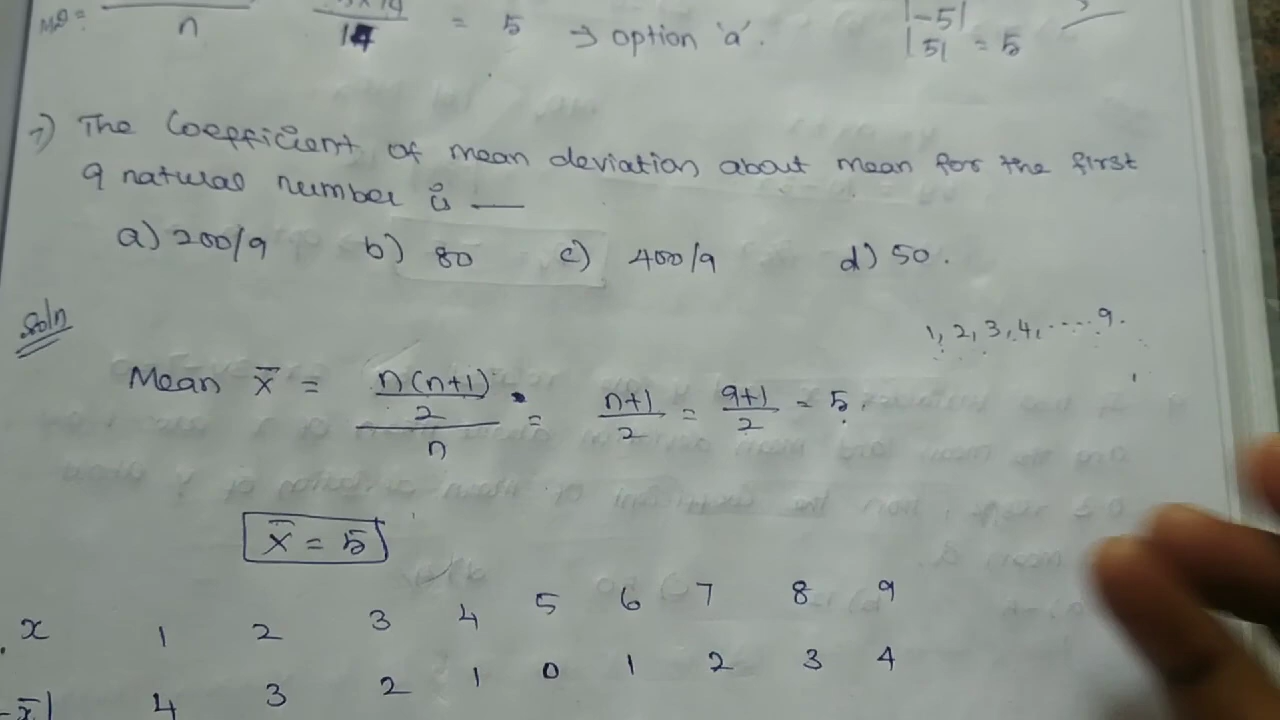 n 14 = 5 → option 'a'. |-5|
|5| = 5
7) The Coefficient of mean deviation about mean for the first
9 natural number is —
a) 200/9 b) 80 c) 400/9 d) 50.
Soln
1, 2, 3, 4, ..... 9.
Mean x̄ = n(n+1)/2 / n = n+1/2 = 9+1/2 = 5.
x̄ = 5
x 1 2 3 4 5 6 7 8 9
x̄| 4 3 2 1 0 1 2 3 4